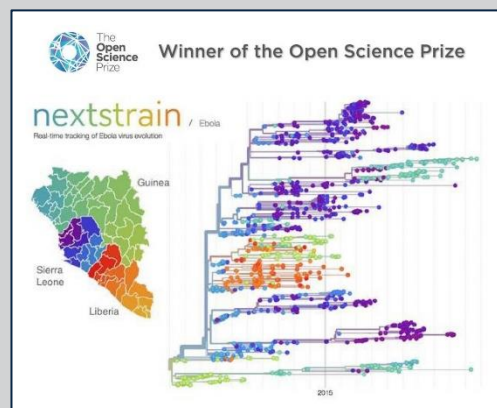 The
Open
Science
Prize
Winner of the Open Science Prize
nextstrain / Ebola
Real-time tracking of Ebola virus evolution
Guinea
Sierra
Leone
Liberia
2015